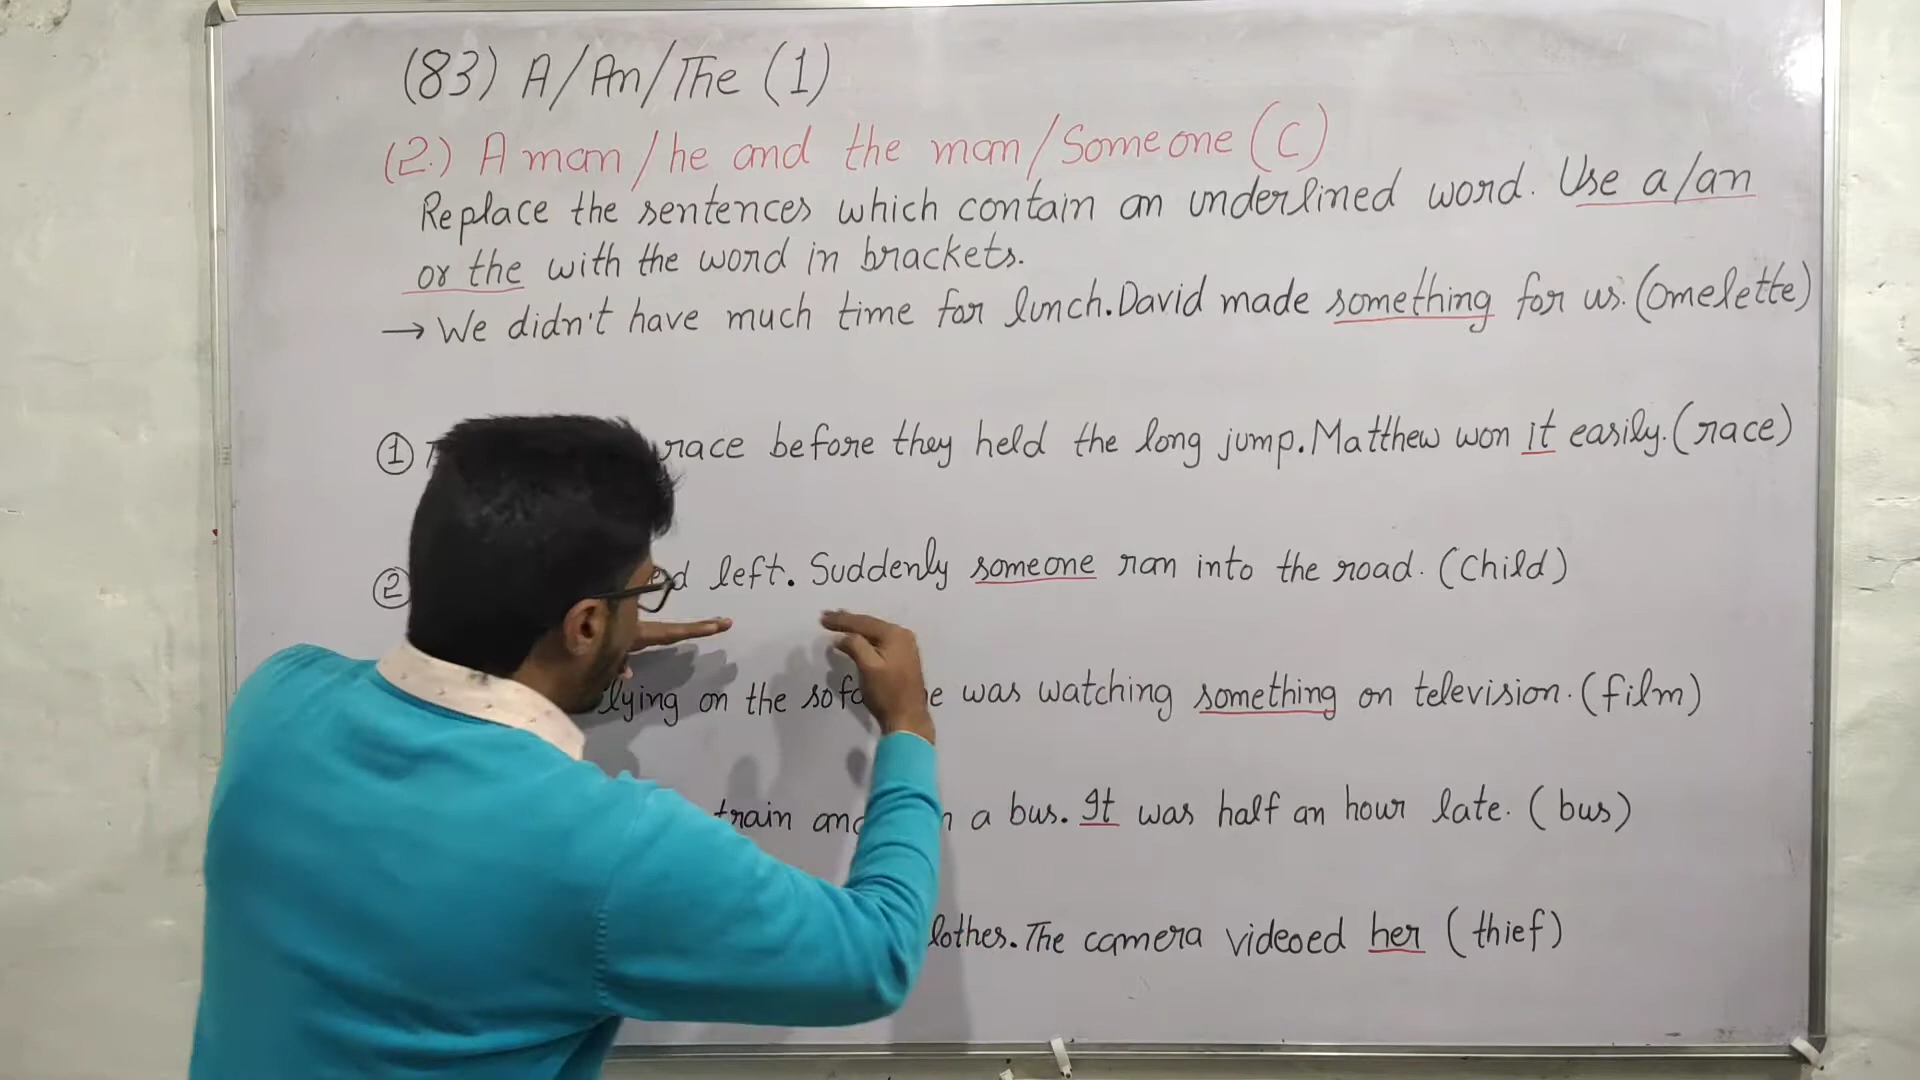 (83) A/An/The (1)
(2.) A man/he and the man/Someone (C)
Replace the sentences which contain an underlined word. Use a/an
or the with the word in brackets.
→ We didn't have much time for lunch. David made something for us. (omelette)
① race before they held the long jump. Matthew won it easily. (race)
② left. Suddenly someone ran into the road. (Child)
lying on the sofa was watching something on television. (film)
train a bus. It was half an hour late. (bus)
The camera videoed her (thief)